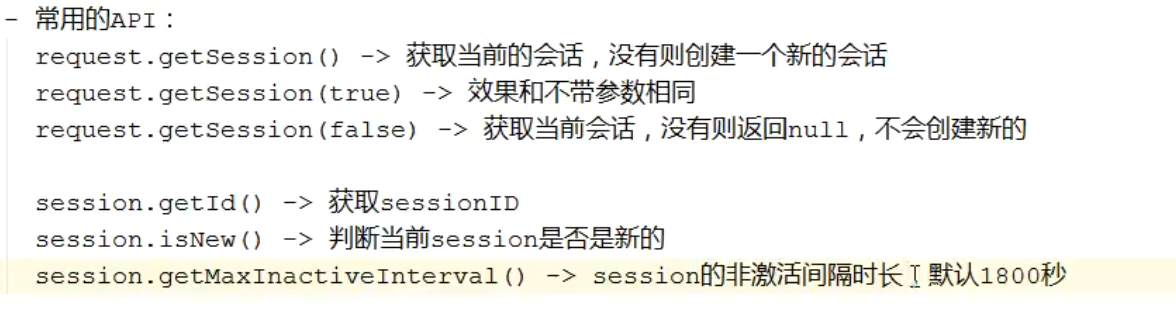 - 常用的API：
request.getSession() -> 获取当前的会话，没有则创建一个新的会话
request.getSession(true) -> 效果和不带参数相同
request.getSession(false) -> 获取当前会话，没有则返回null，不会创建新的
session.getId() -> 获取sessionID
session.isNew() -> 判断当前session是否是新的
session.getMaxInactiveInterval() -> session的非激活间隔时长 默认1800秒